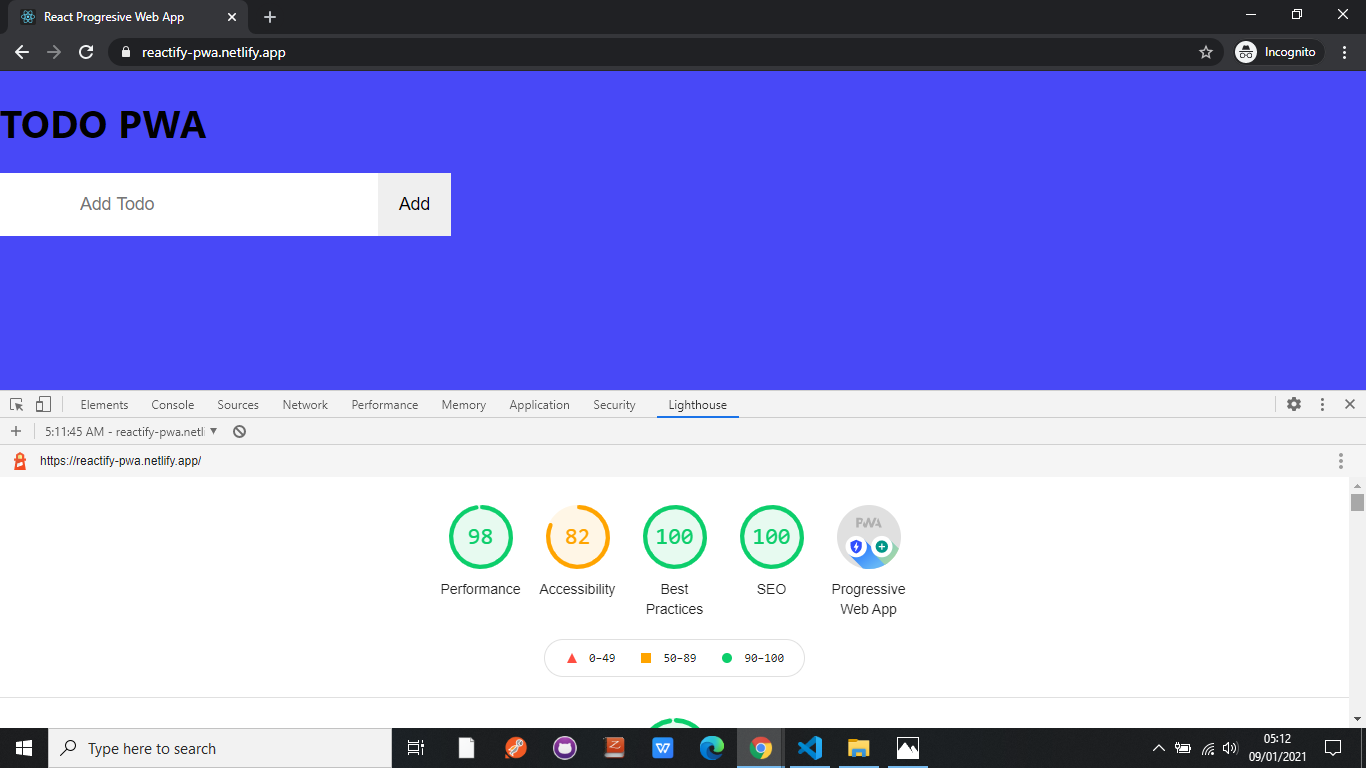 React Progresive Web App
reactify-pwa.netlify.app
Incognito
TODO PWA
Add Todo
Add
Elements Console Sources Network Performance Memory Application Security Lighthouse
5:11:45 AM - reactify-pwa.netli
https://reactify-pwa.netlify.app/
98 82 100 100 PWA
Performance Accessibility Best Practices SEO Progressive Web App
0–49 50–89 90–100
Type here to search
05:12
09/01/2021